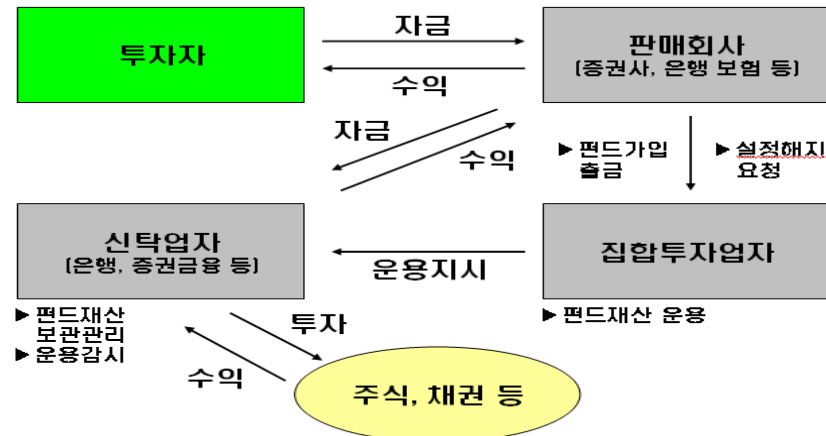 자금
투자자
판매회사
(증권사, 은행 보험 등)
수익
자금
수익
▶ 펀드가입
출금
▶ 설정해지
요청
신탁업자
(은행, 증권금융 등)
집합투자업자
운용지시
▶ 펀드재산
보관관리
▶ 운용감시
▶ 펀드재산 운용
투자
수익
주식, 채권 등